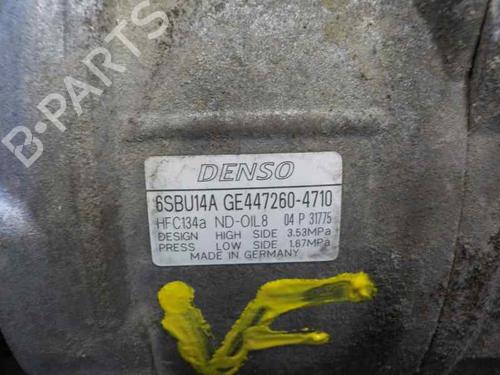 B-PARTS
DENSO
6SBU14A GE447260-4710
HFC134a ND-OIL8 04 P 31775
DESIGN HIGH SIDE 3.53MPa
PRESS LOW SIDE 1.67MPa
MADE IN GERMANY
B-PARTS